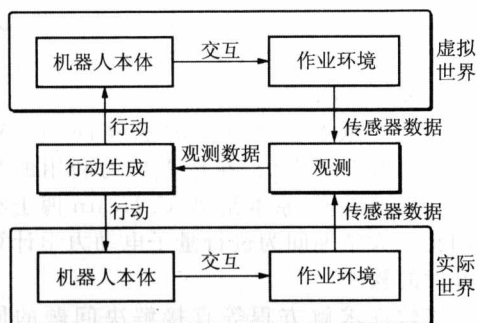 机器人本体
交互
作业环境
虚拟
世界
行动
传感器数据
行动生成
观测数据
观测
行动
传感器数据
机器人本体
交互
作业环境
实际
世界